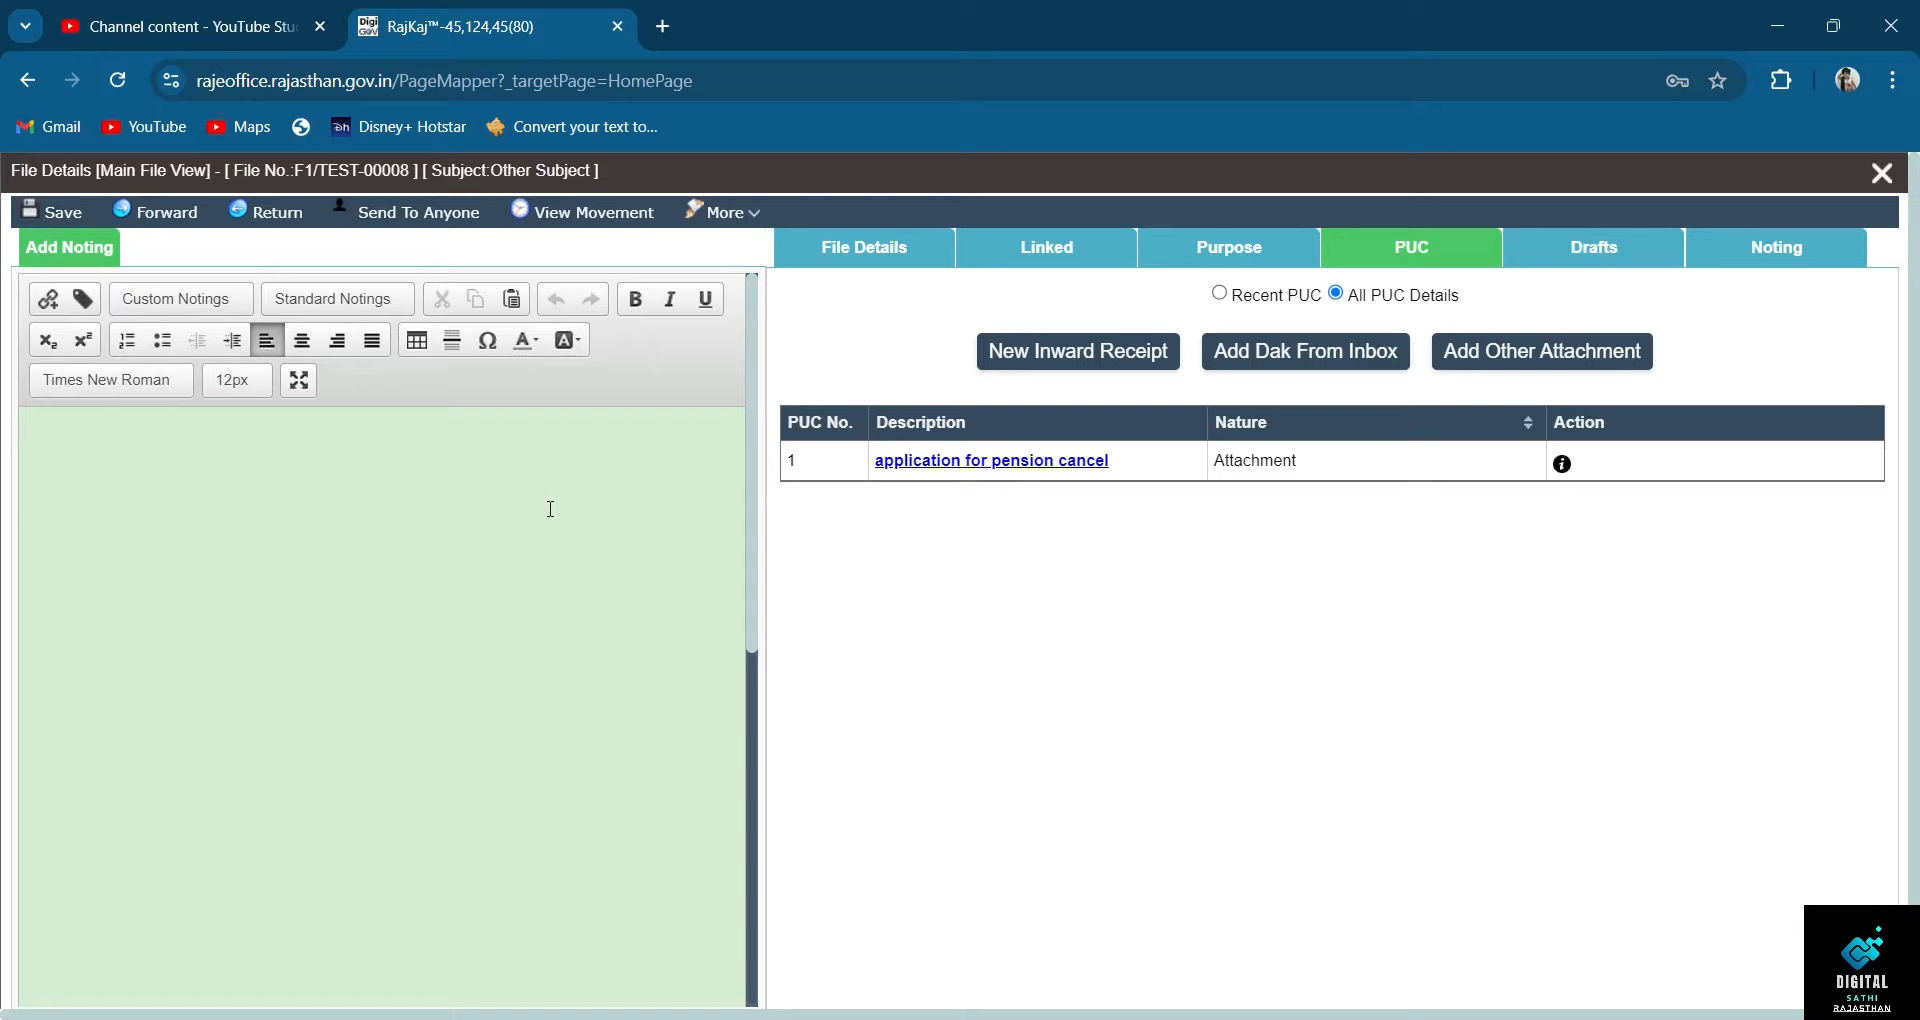 Channel content - YouTube Stu
Digi GOV RajKaj™-45,124,45(80)
rajeoffice.rajasthan.gov.in/PageMapper?_targetPage=HomePage
Gmail YouTube Maps Disney+ Hotstar Convert your text to...
File Details [Main File View] - [ File No.:F1/TEST-00008 ] [ Subject:Other Subject ]
Save Forward Return Send To Anyone View Movement More
Add Noting File Details Linked Purpose PUC Drafts Noting
Custom Notings Standard Notings B I U
Recent PUC All PUC Details
Times New Roman 12px
New Inward Receipt Add Dak From Inbox Add Other Attachment
PUC No. Description Nature Action
1 application for pension cancel Attachment
DIGITAL
SATHI
RAJASTHAN